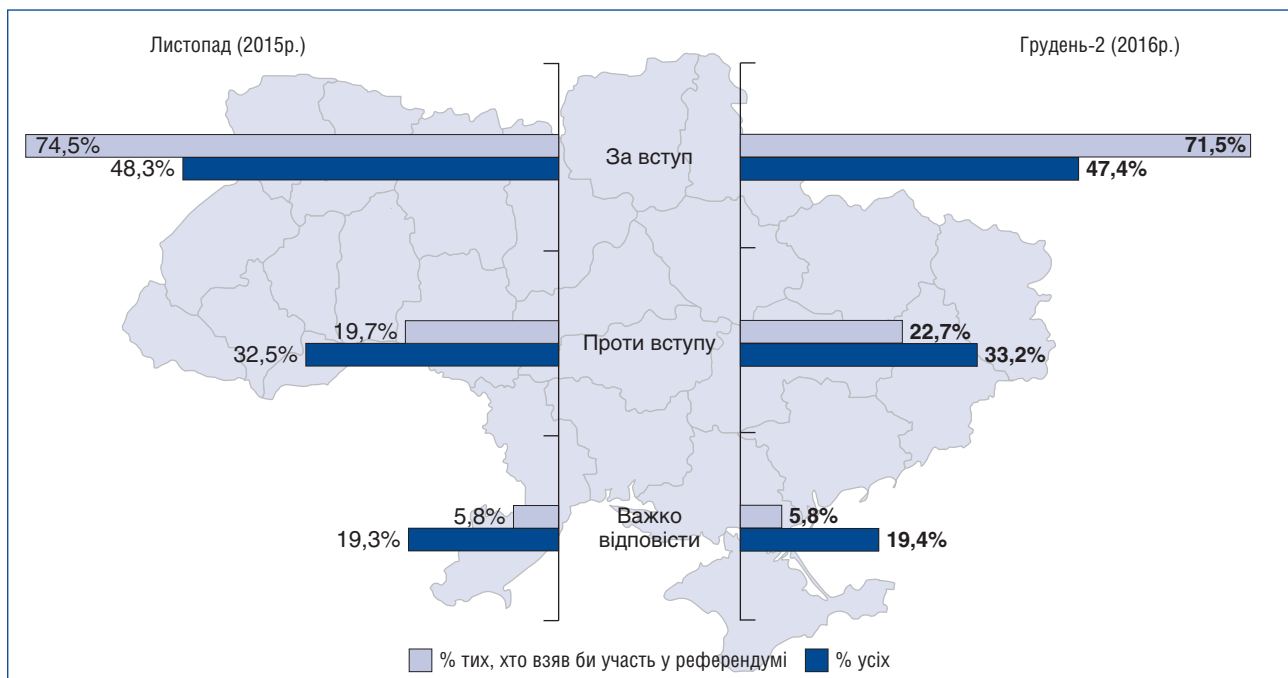 Листопад (2015р.)
Грудень-2 (2016р.)
74,5%
За вступ
71,5%
48,3%
47,4%
19,7%
Проти вступу
22,7%
32,5%
33,2%
5,8%
Важко
відповісти
5,8%
19,3%
19,4%
% тих, хто взяв би участь у референдумі
% усіх